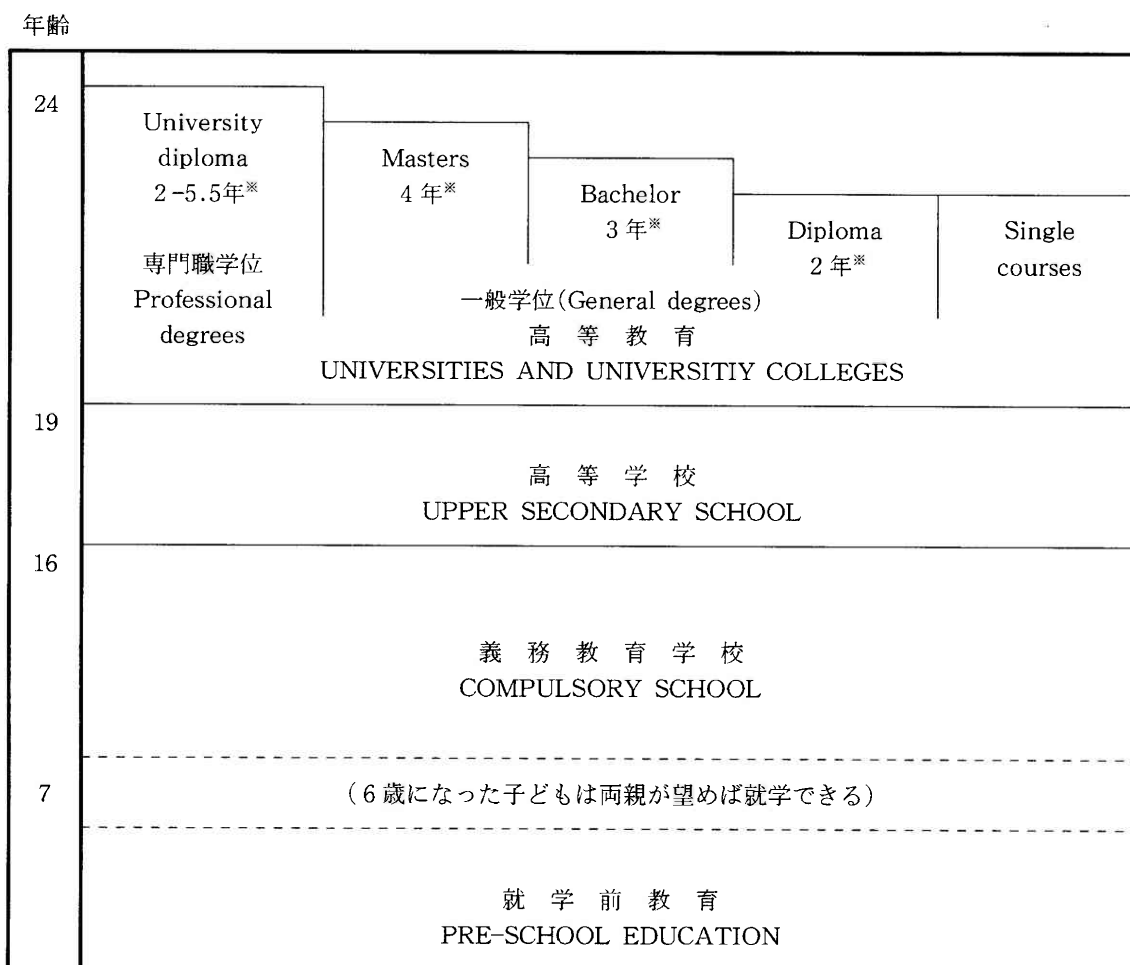 年齢
24
University
diploma
2-5.5年※
専門職学位
Professional
degrees
Masters
4年※
Bachelor
3年※
Diploma
2年※
Single
courses
一般学位(General degrees)
高等教育
UNIVERSITIES AND UNIVERSITIY COLLEGES
19
高等学校
UPPER SECONDARY SCHOOL
16
義務教育学校
COMPULSORY SCHOOL
7
(6歳になった子どもは両親が望めば就学できる)
就学前教育
PRE-SCHOOL EDUCATION